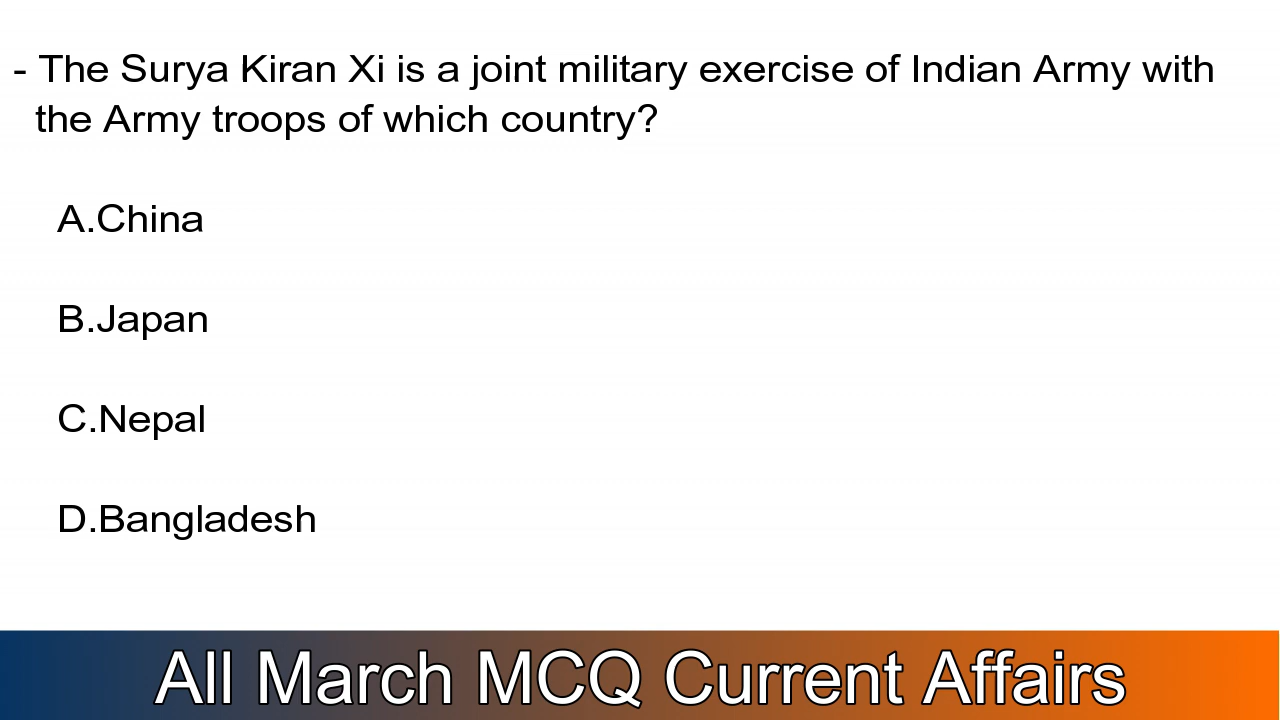 - The Surya Kiran Xi is a joint military exercise of Indian Army with
the Army troops of which country?
A.China
B.Japan
C.Nepal
D.Bangladesh
All March MCQ Current Affairs